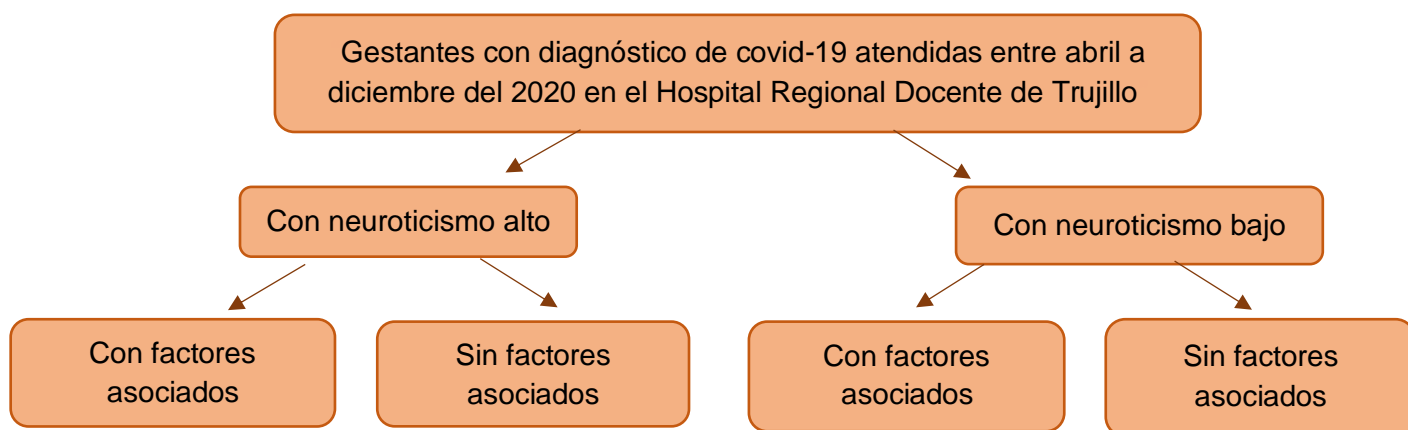 Gestantes con diagnóstico de covid-19 atendidas entre abril a
diciembre del 2020 en el Hospital Regional Docente de Trujillo
Con neuroticismo alto
Con neuroticismo bajo
Con factores
asociados
Sin factores
asociados
Con factores
asociados
Sin factores
asociados